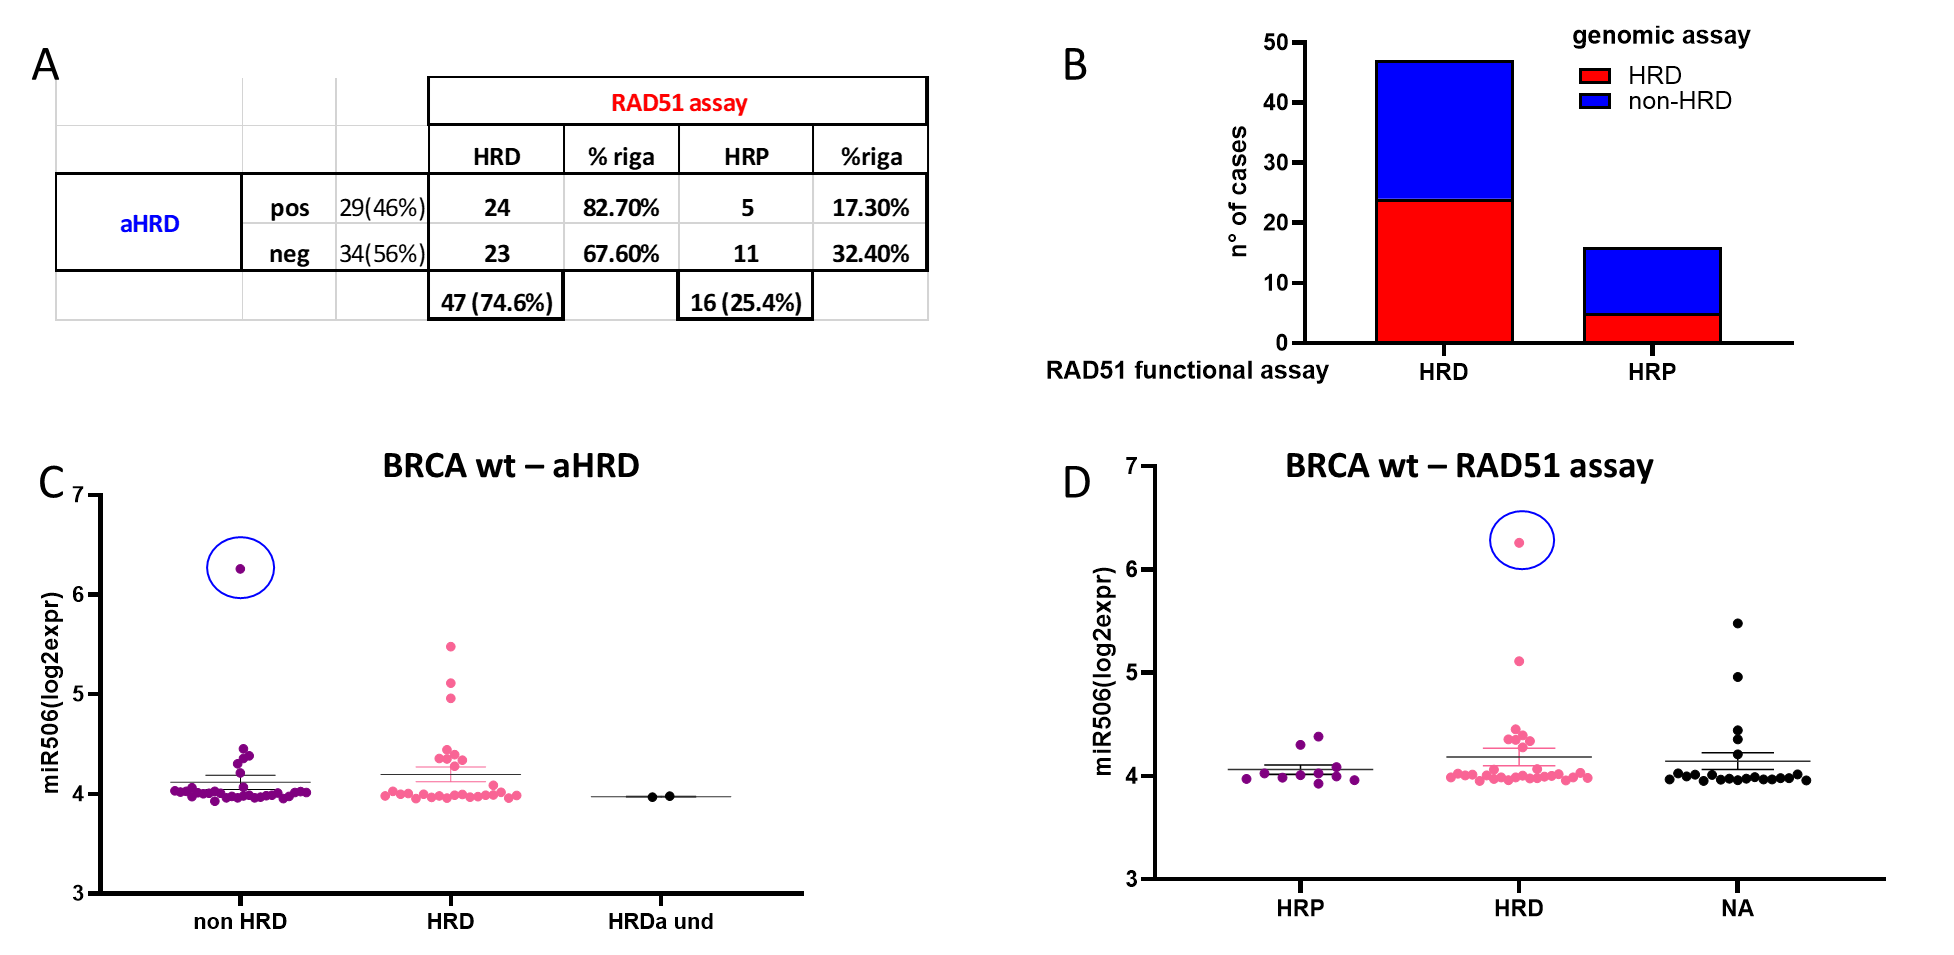 A
RAD51 assay
HRD % riga HRP %riga
aHRD
pos 29(46%) 24 82.70% 5 17.30%
neg 34(56%) 23 67.60% 11 32.40%
47 (74.6%) 16 (25.4%)
B
genomic assay
HRD
non-HRD
n° of cases
50
40
30
20
10
0
RAD51 functional assay HRD HRP
C
BRCA wt – aHRD
miR506(log2expr)
7
6
5
4
3
non HRD HRD HRDa und
D
BRCA wt – RAD51 assay
miR506(log2expr)
7
6
5
4
3
HRP HRD NA